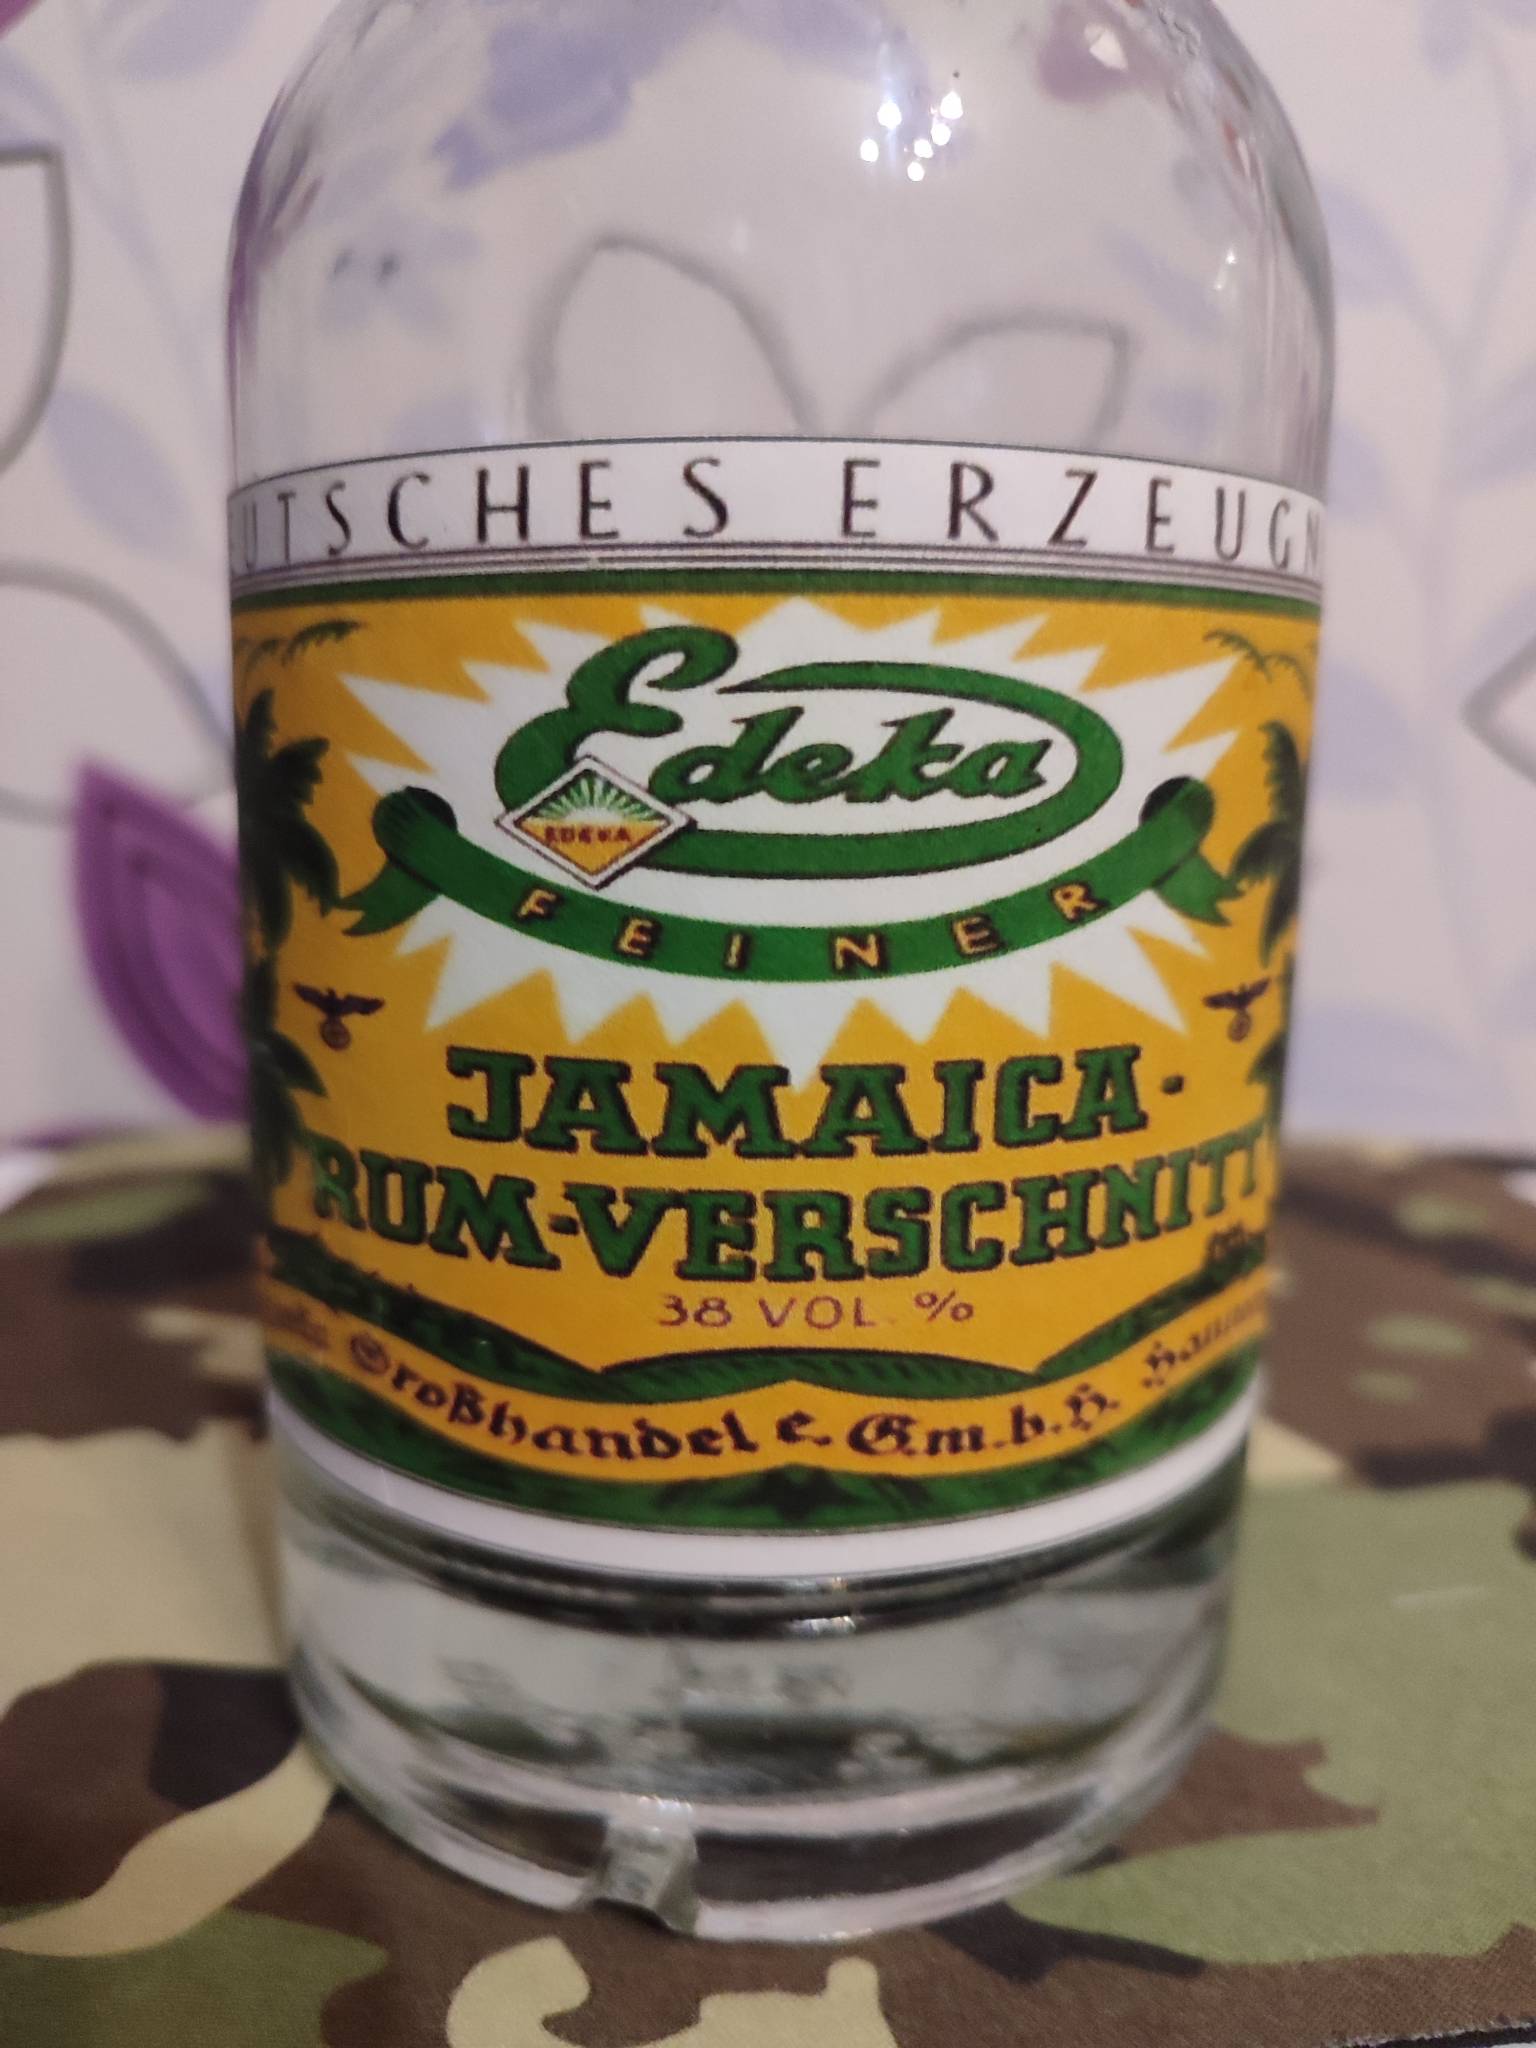 UTSCHES ERZEUGN
Edeka
EDEKA
FEINER
JAMAICA-
RUM-VERSCHNITT
38 VOL. %
Großhandel e. G.m.b.H.